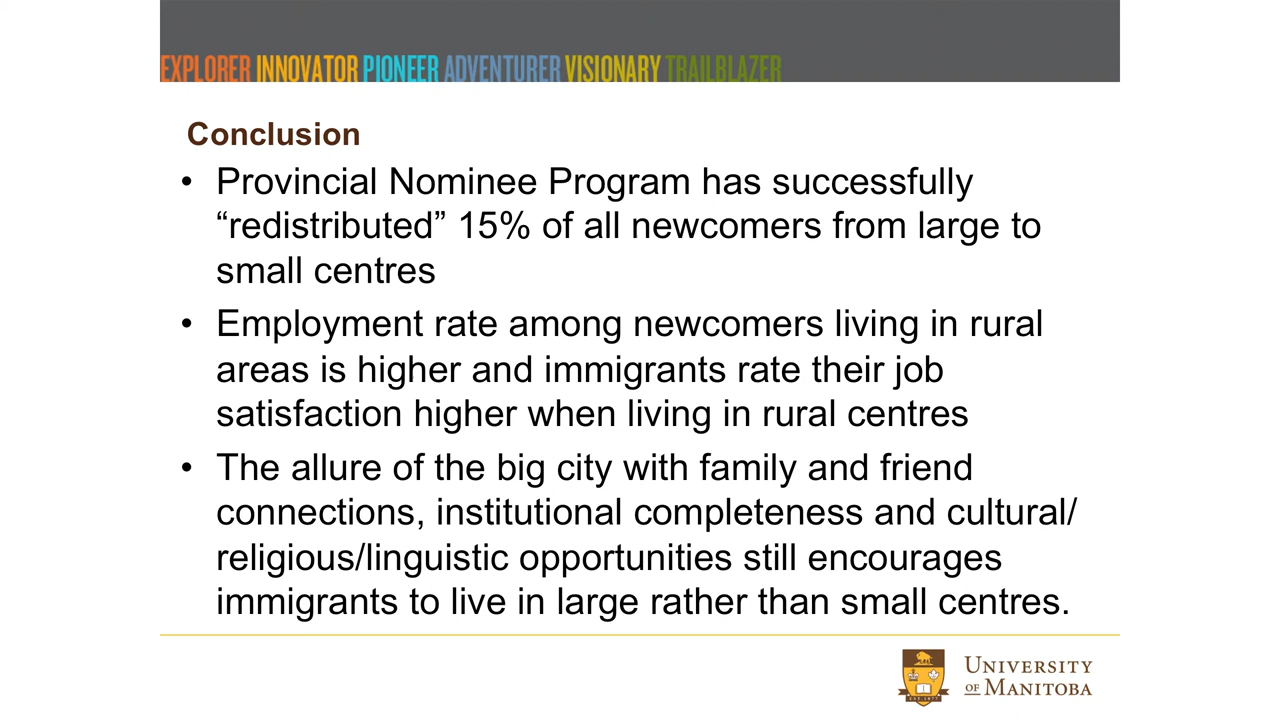 EXPLORER INNOVATOR PIONEER ADVENTURER VISIONARY TRAILBLAZER
Conclusion
• Provincial Nominee Program has successfully
“redistributed” 15% of all newcomers from large to
small centres
• Employment rate among newcomers living in rural
areas is higher and immigrants rate their job
satisfaction higher when living in rural centres
• The allure of the big city with family and friend
connections, institutional completeness and cultural/
religious/linguistic opportunities still encourages
immigrants to live in large rather than small centres.
UNIVERSITY
OF MANITOBA